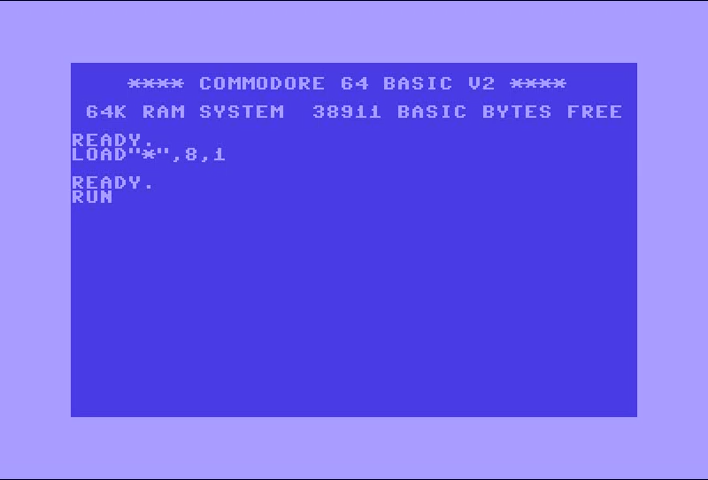 **** COMMODORE 64 BASIC V2 ****
64K RAM SYSTEM  38911 BASIC BYTES FREE
READY.
LOAD"*",8,1
READY.
RUN